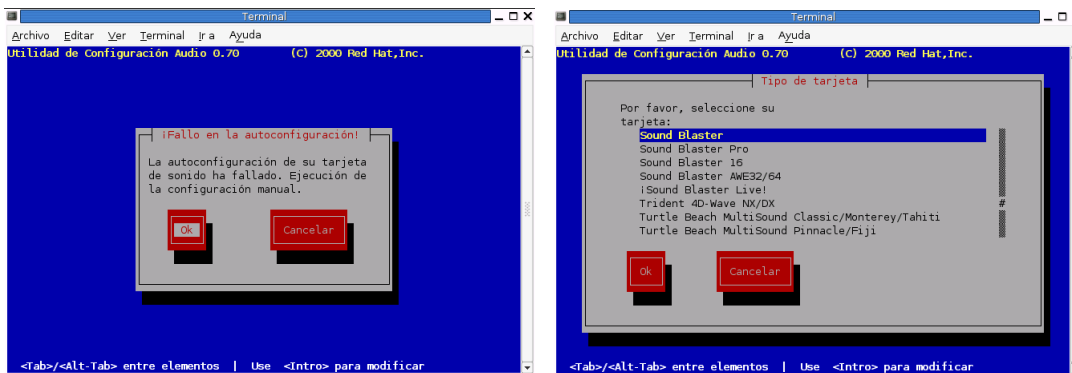 Terminal
Archivo Editar Ver Terminal Ir a Ayuda
Utilidad de Configuración Audio 0.70 (C) 2000 Red Hat,Inc.
¡Fallo en la autoconfiguración!
La autoconfiguración de su tarjeta
de sonido ha fallado. Ejecución de
la configuración manual.
Ok Cancelar
<Tab>/<Alt-Tab> entre elementos | Use <Intro> para modificar
Terminal
Archivo Editar Ver Terminal Ir a Ayuda
Utilidad de Configuración Audio 0.70 (C) 2000 Red Hat,Inc.
Tipo de tarjeta
Por favor, seleccione su
tarjeta:
Sound Blaster
Sound Blaster Pro
Sound Blaster 16
Sound Blaster AWE32/64
¡Sound Blaster Live!
Trident 4D-Wave NX/DX #
Turtle Beach MultiSound Classic/Monterey/Tahiti
Turtle Beach MultiSound Pinnacle/Fiji
Ok Cancelar
<Tab>/<Alt-Tab> entre elementos | Use <Intro> para modificar